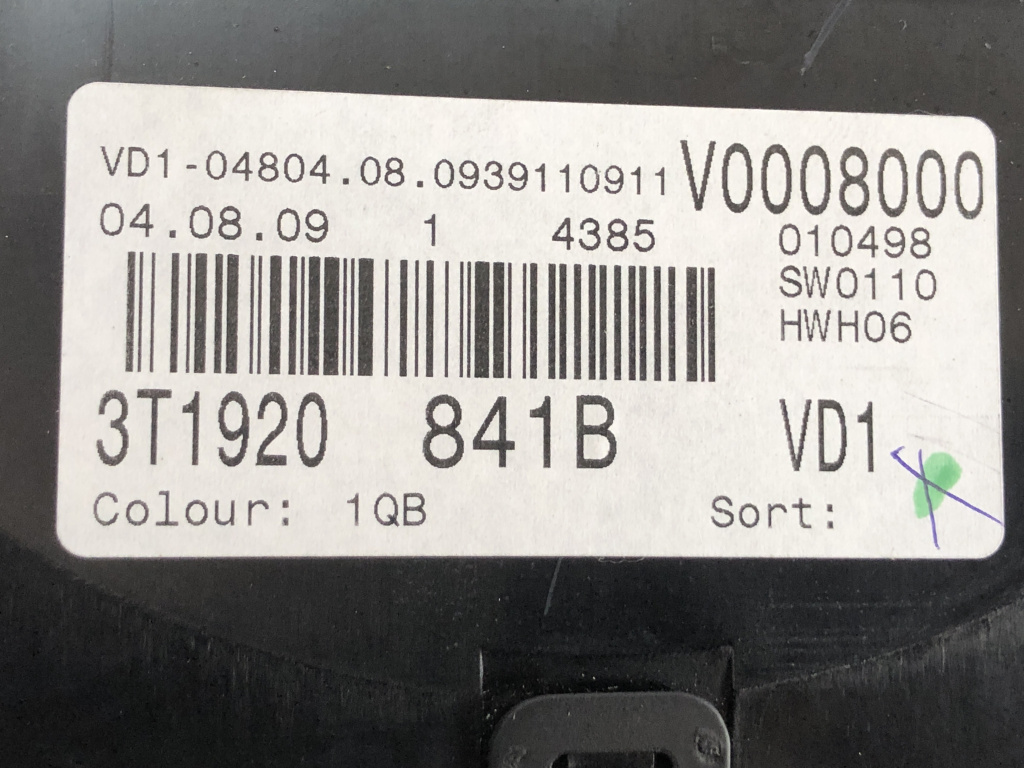 VD1-04804.08.0939110911 V0008000
04.08.09 1 4385 010498
SW0110
HWH06
3T1920 841B VD1
Colour: 1QB Sort: